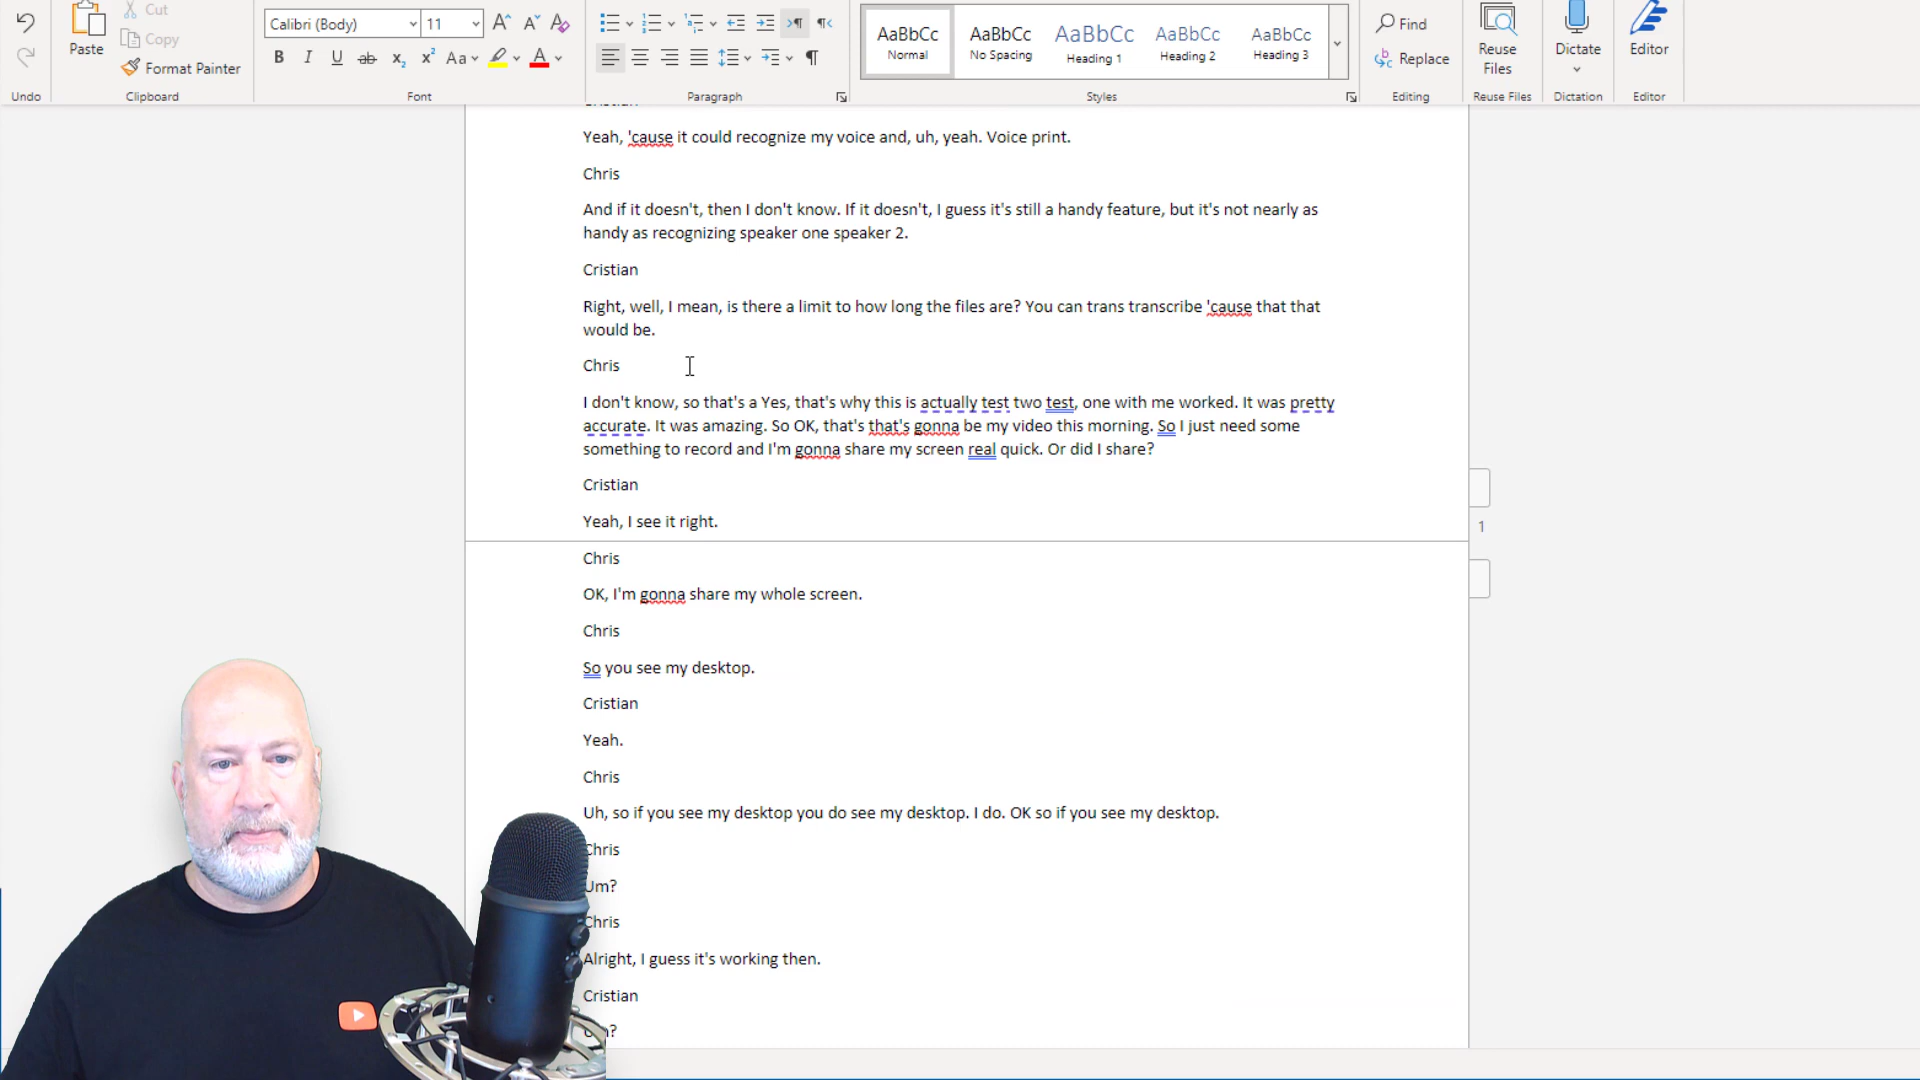 Cut
Copy
Paste
Format Painter
Undo
Clipboard
Calibri (Body)
11
Font
Paragraph
AaBbCc
Normal
AaBbCc
No Spacing
AaBbCc
Heading 1
AaBbCc
Heading 2
AaBbCc
Heading 3
Styles
Find
Replace
Editing
Reuse
Files
Reuse Files
Dictate
Dictation
Editor
Editor
Yeah, 'cause it could recognize my voice and, uh, yeah. Voice print.
Chris
And if it doesn't, then I don't know. If it doesn't, I guess it's still a handy feature, but it's not nearly as
handy as recognizing speaker one speaker 2.
Cristian
Right, well, I mean, is there a limit to how long the files are? You can trans transcribe 'cause that that
would be.
Chris
I don't know, so that's a Yes, that's why this is actually test two test, one with me worked. It was pretty
accurate. It was amazing. So OK, that's that's gonna be my video this morning. So I just need some
something to record and I'm gonna share my screen real quick. Or did I share?
Cristian
Yeah, I see it right.
1
Chris
OK, I'm gonna share my whole screen.
Chris
So you see my desktop.
Cristian
Yeah.
Chris
Uh, so if you see my desktop you do see my desktop. I do. OK so if you see my desktop.
Chris
Um?
Chris
Alright, I guess it's working then.
Cristian